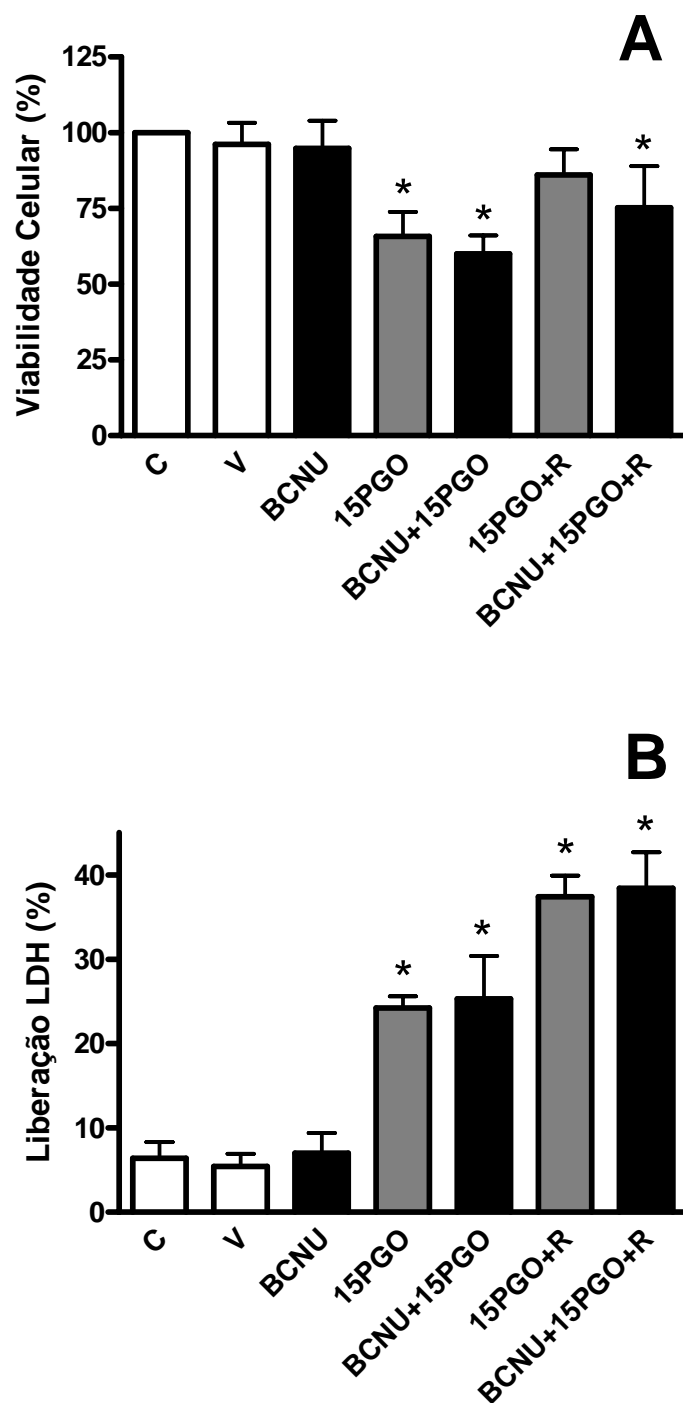 A
Viabilidade Celular (%)
125
100
75
50
25
0
*
*
*
C
V
BCNU
15PGO
BCNU+15PGO
15PGO+R
BCNU+15PGO+R
B
Liberação LDH (%)
40
30
20
10
0
*
*
*
*
C
V
BCNU
15PGO
BCNU+15PGO
15PGO+R
BCNU+15PGO+R